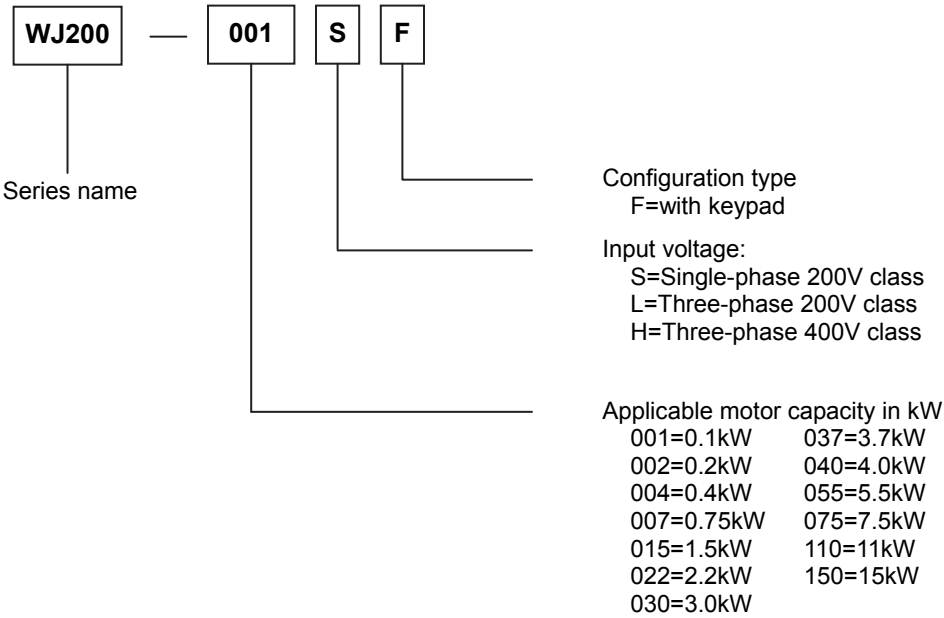 WJ200 — 001 S F
Series name
Configuration type
F=with keypad
Input voltage:
S=Single-phase 200V class
L=Three-phase 200V class
H=Three-phase 400V class
Applicable motor capacity in kW
001=0.1kW 037=3.7kW
002=0.2kW 040=4.0kW
004=0.4kW 055=5.5kW
007=0.75kW 075=7.5kW
015=1.5kW 110=11kW
022=2.2kW 150=15kW
030=3.0kW